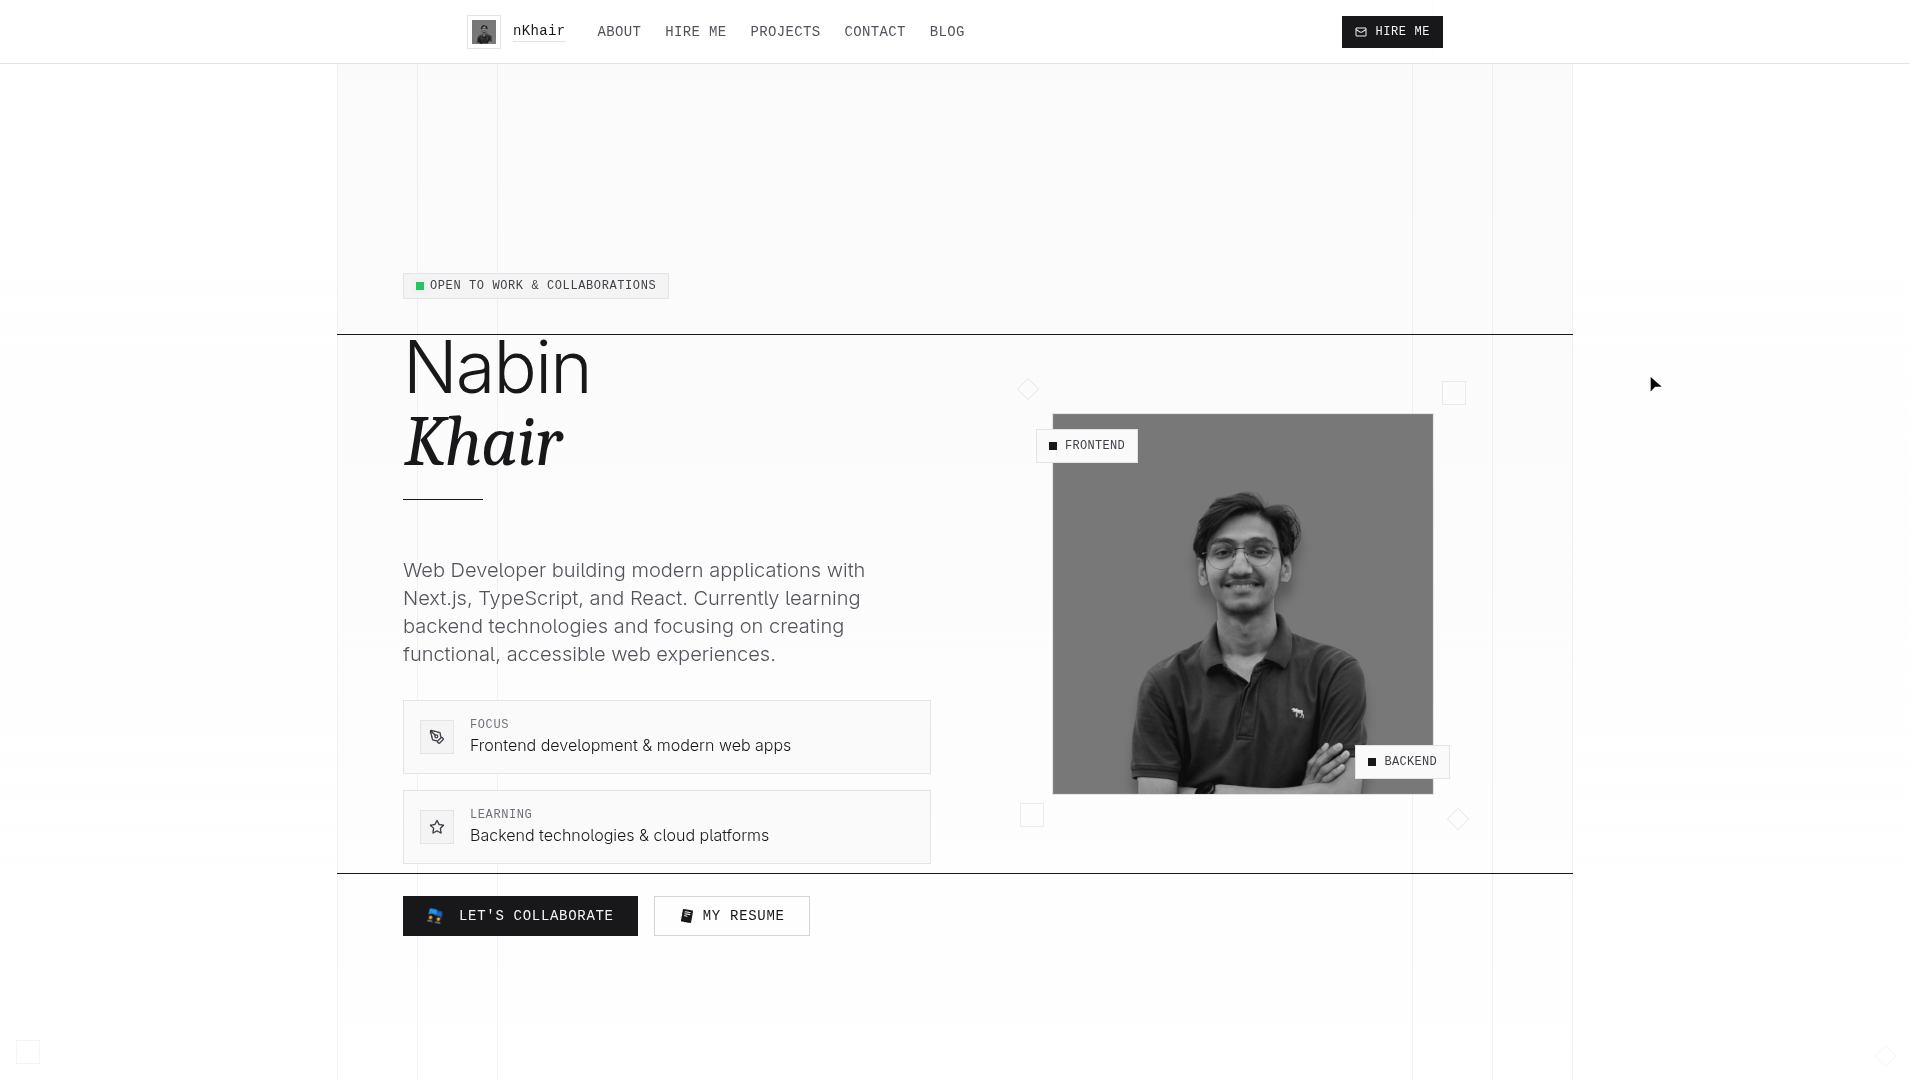 nKhair
ABOUT
HIRE ME
PROJECTS
CONTACT
BLOG
HIRE ME
OPEN TO WORK & COLLABORATIONS
Nabin
Khair
Web Developer building modern applications with
Next.js, TypeScript, and React. Currently learning
backend technologies and focusing on creating
functional, accessible web experiences.
FOCUS
Frontend development & modern web apps
LEARNING
Backend technologies & cloud platforms
LET'S COLLABORATE
MY RESUME
FRONTEND
BACKEND